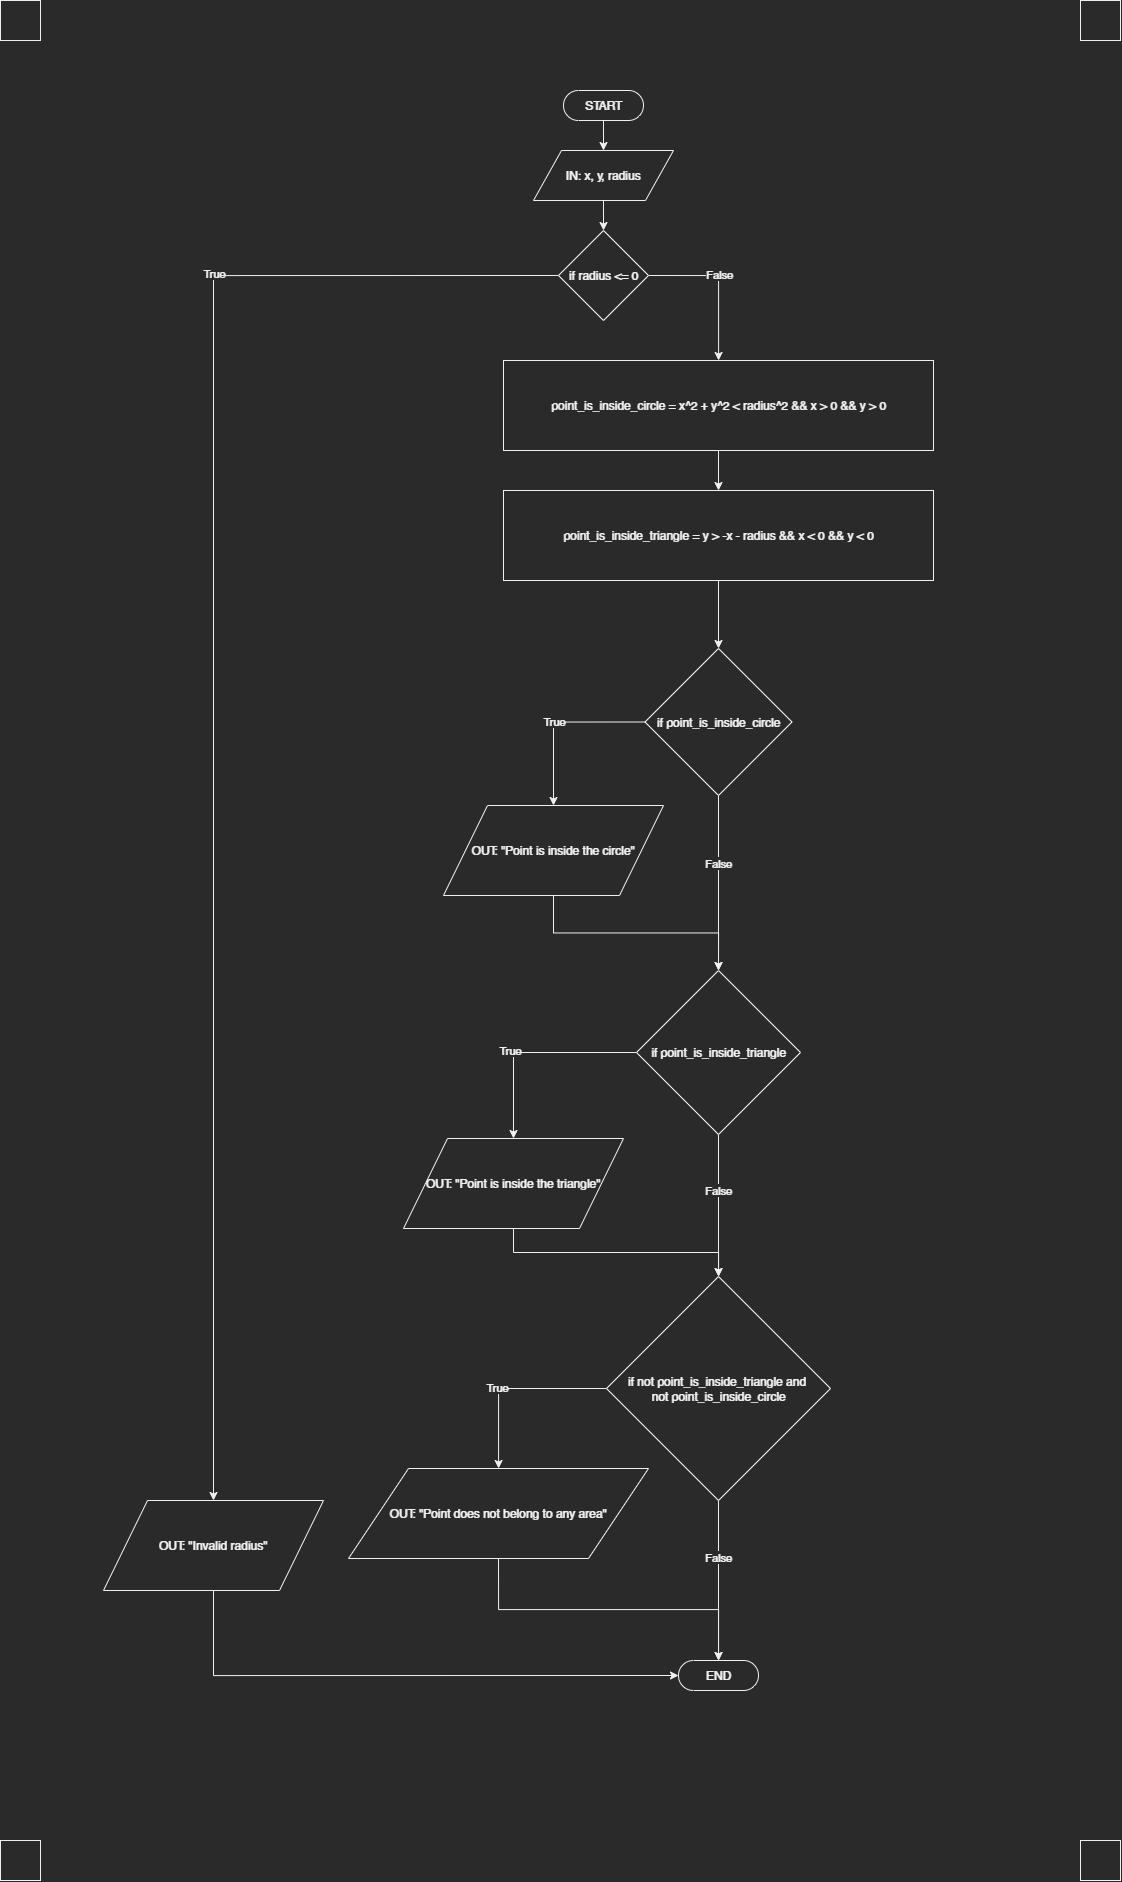 START
IN: x, y, radius
if radius <= 0
True
False
point_is_inside_circle = x^2 + y^2 < radius^2 && x > 0 && y > 0
point_is_inside_triangle = y > -x - radius && x < 0 && y < 0
if point_is_inside_circle
True
OUT: "Point is inside the circle"
False
if point_is_inside_triangle
True
OUT: "Point is inside the triangle"
False
if not point_is_inside_triangle and
not point_is_inside_circle
True
OUT: "Point does not belong to any area"
OUT: "Invalid radius"
False
END